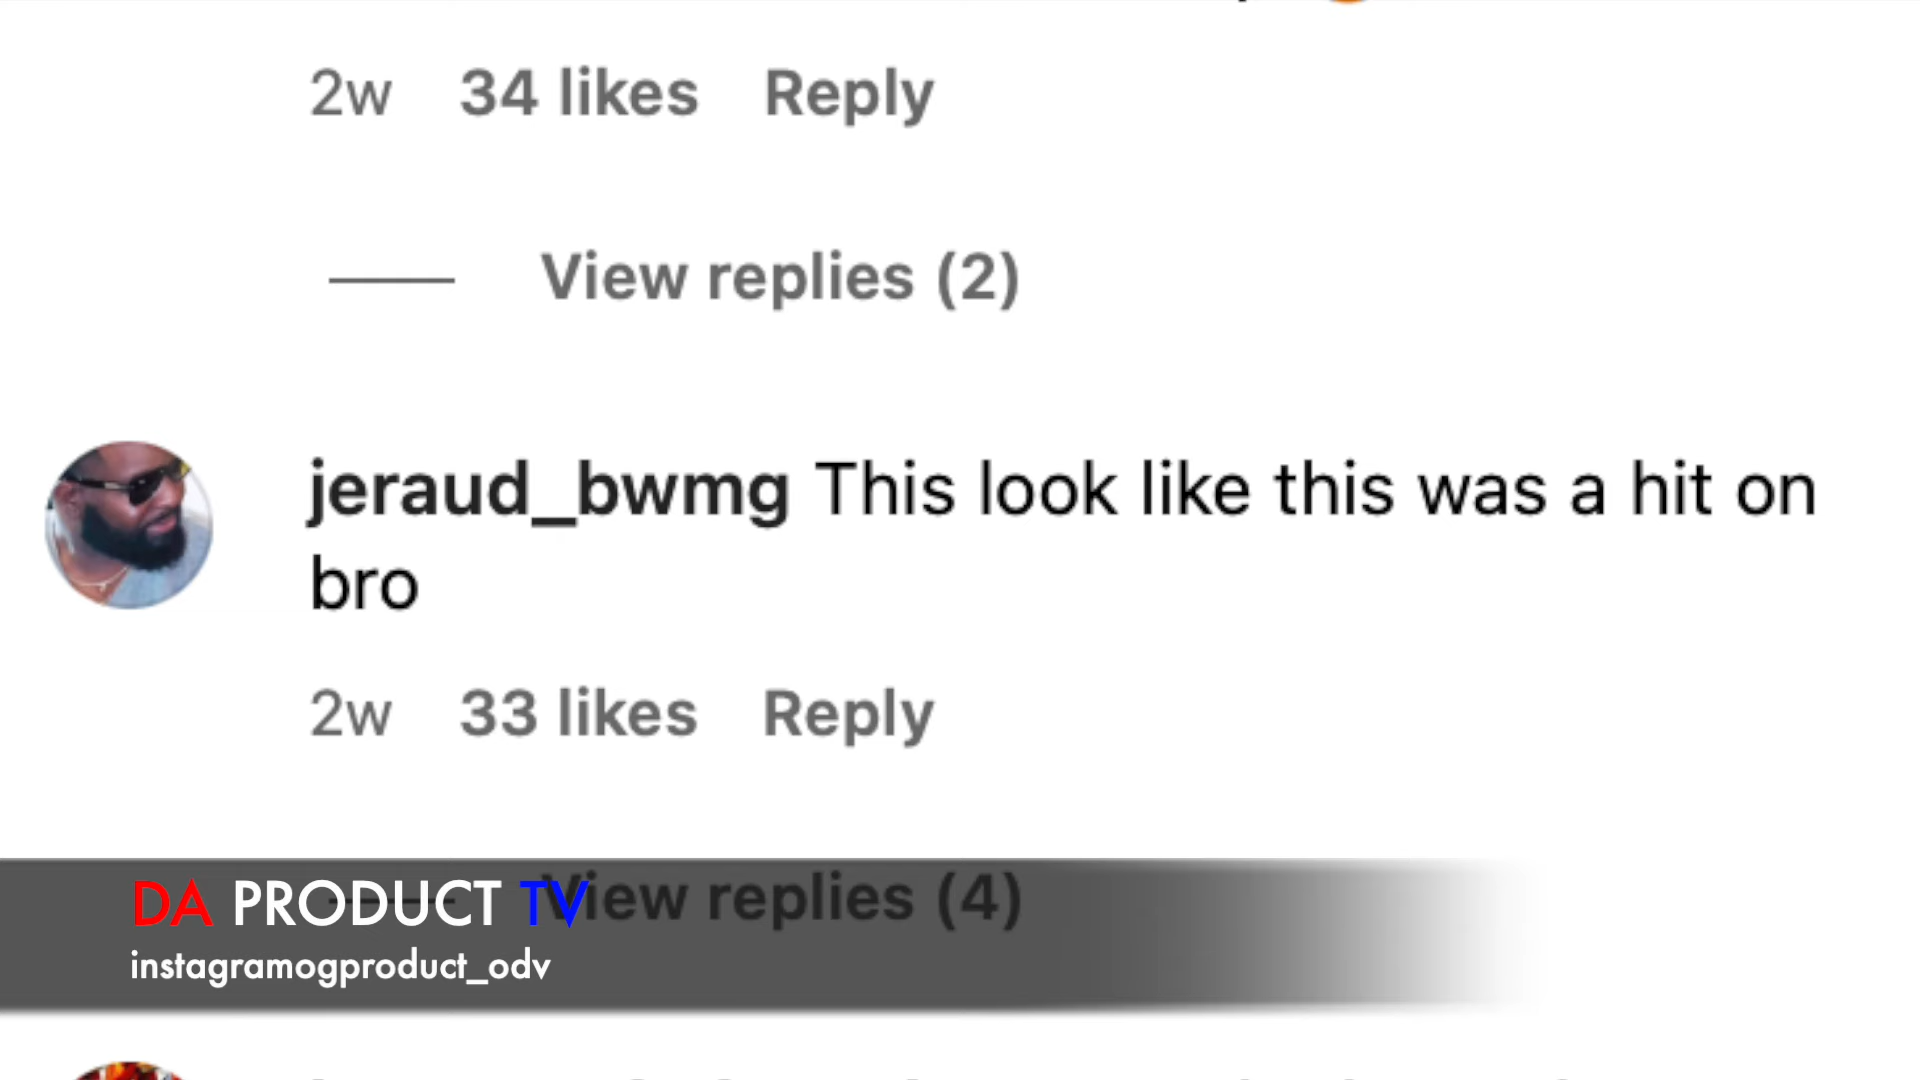 2w 34 likes Reply
View replies (2)
jeraud_bwmg This look like this was a hit on
bro
2w 33 likes Reply
View replies (4)
DA PRODUCT TV
instagramogproduct_odv